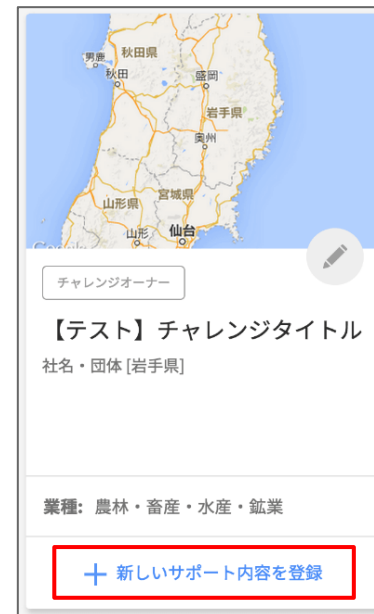 男鹿
秋田県
秋田
盛岡
岩手県
奥州
宮城県
山形県
山形
仙台
チャレンジオーナー
【テスト】チャレンジタイトル
社名・団体 [岩手県]
業種: 農林・畜産・水産・鉱業
+ 新しいサポート内容を登録